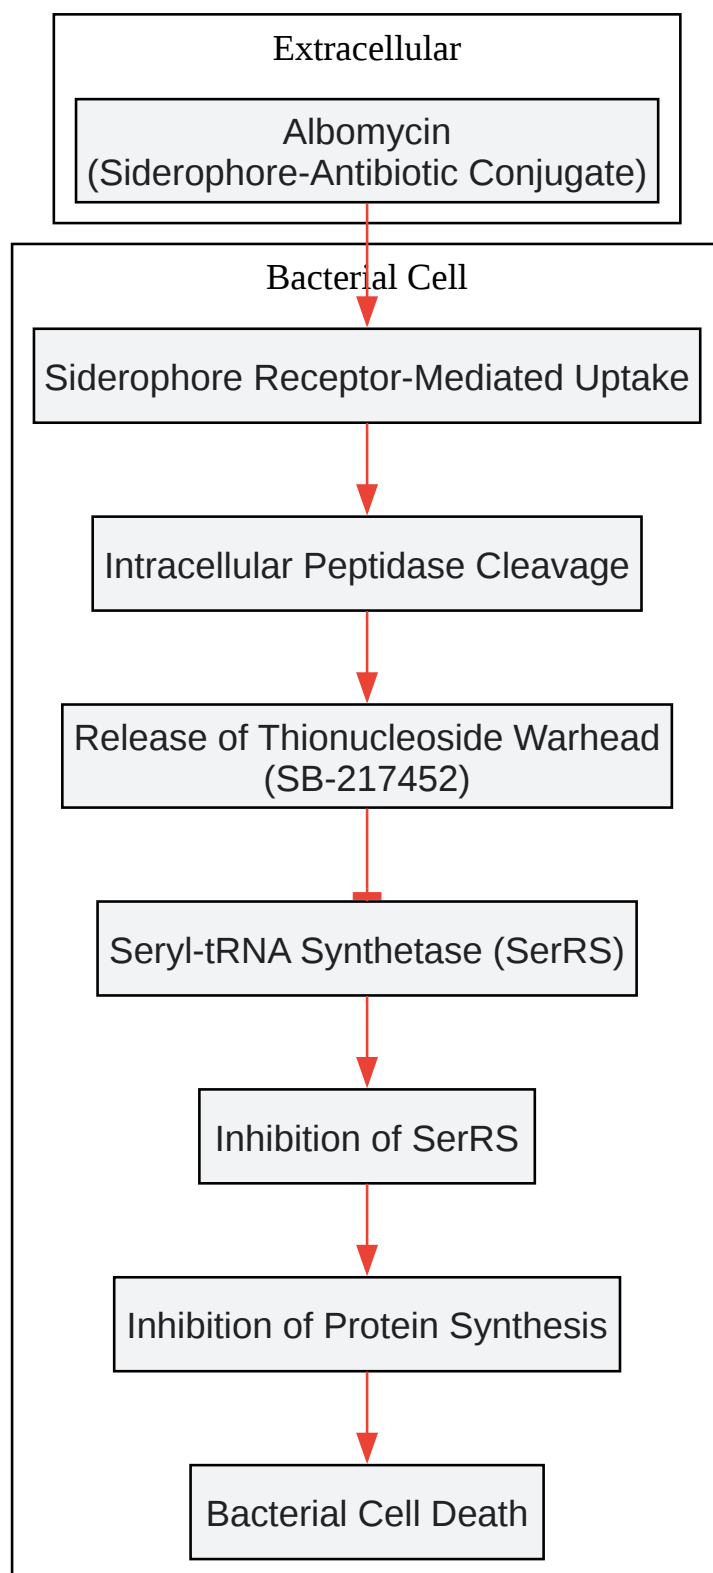 Extracellular
Albomycin
(Siderophore-Antibiotic Conjugate)
Bacterial Cell
Siderophore Receptor-Mediated Uptake
Intracellular Peptidase Cleavage
Release of Thionucleoside Warhead
(SB-217452)
Seryl-tRNA Synthetase (SerRS)
Inhibition of SerRS
Inhibition of Protein Synthesis
Bacterial Cell Death